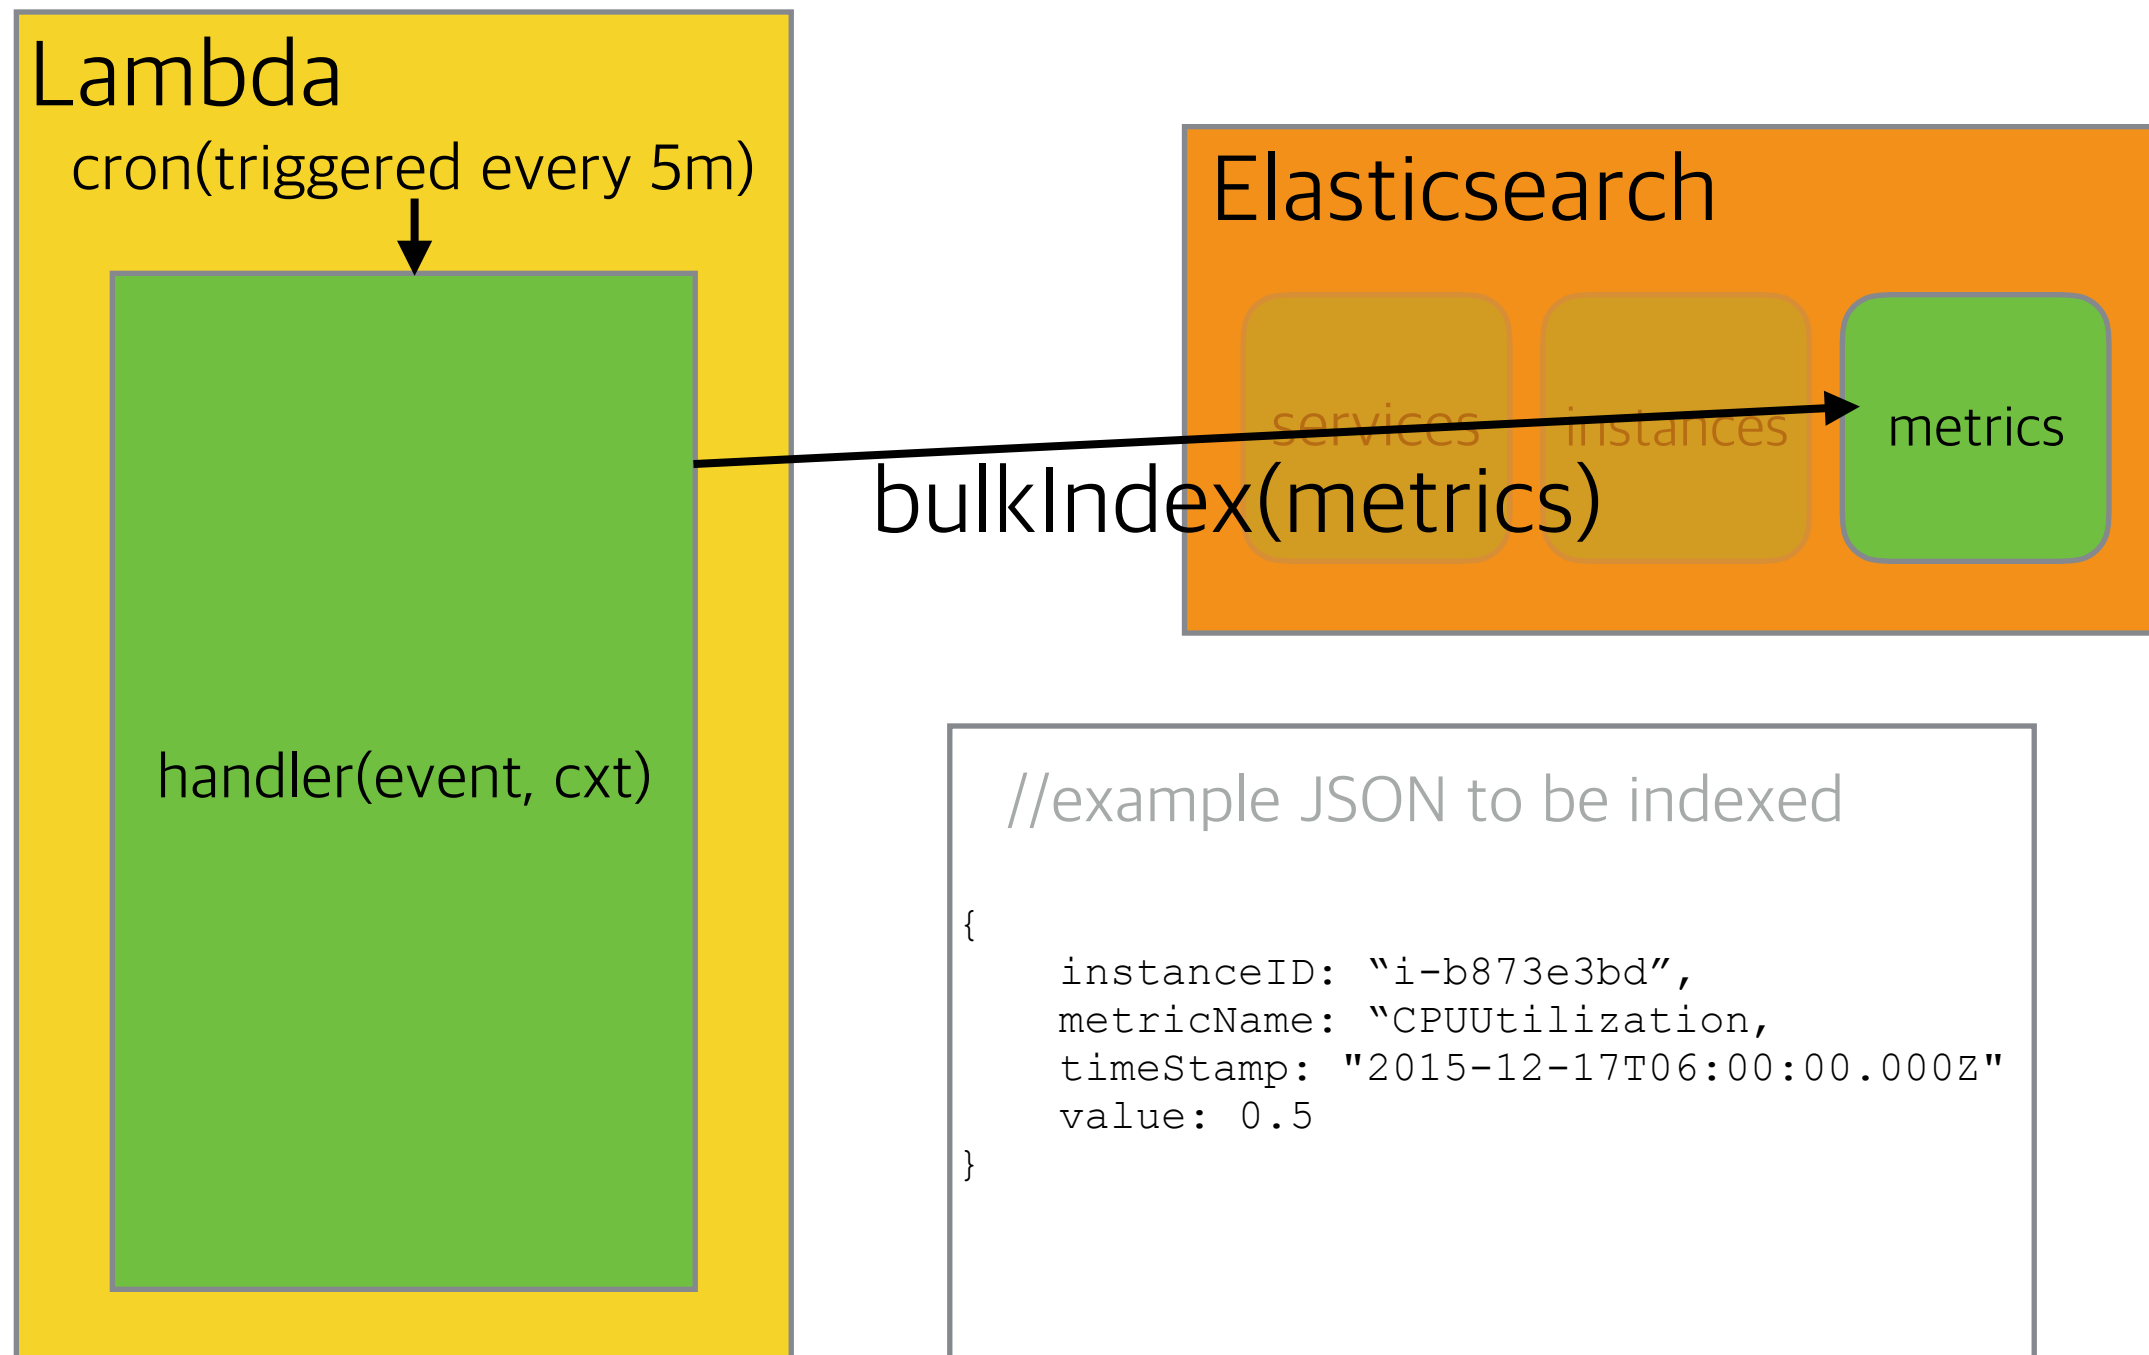 Lambda
cron(triggered every 5m)
handler(event, cxt)
Elasticsearch
services
instances
metrics
bulkIndex(metrics)
//example JSON to be indexed
{
instanceID: “i-b873e3bd”,
metricName: “CPUUtilization,
timeStamp: "2015-12-17T06:00:00.000Z"
value: 0.5
}